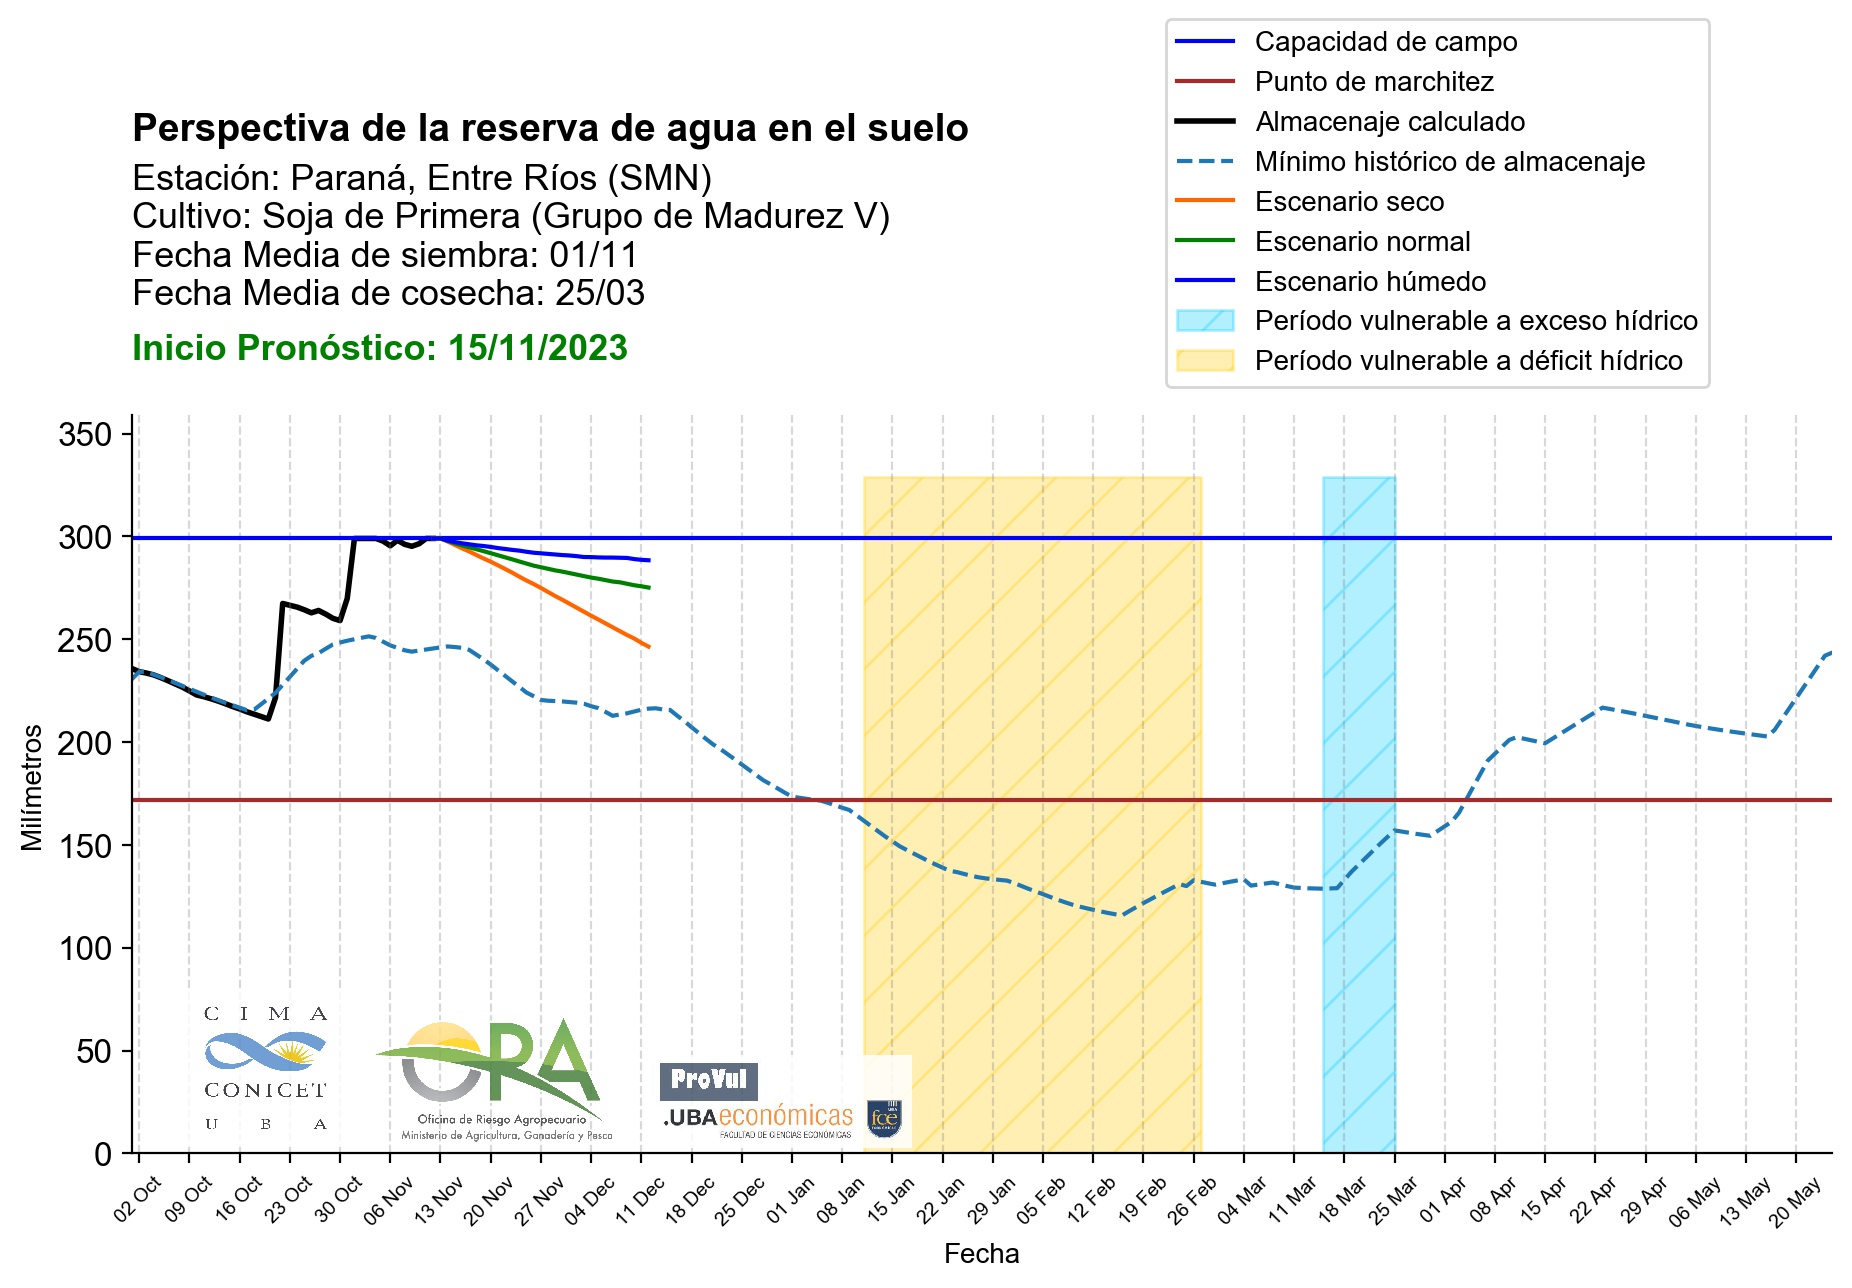 Capacidad de campo
Punto de marchitez
Almacenaje calculado
Mínimo histórico de almacenaje
Escenario seco
Escenario normal
Escenario húmedo
Período vulnerable a exceso hídrico
Período vulnerable a déficit hídrico
Perspectiva de la reserva de agua en el suelo
Estación: Paraná, Entre Ríos (SMN)
Cultivo: Soja de Primera (Grupo de Madurez V)
Fecha Media de siembra: 01/11
Fecha Media de cosecha: 25/03
Inicio Pronóstico: 15/11/2023
Milímetros
350
300
250
200
150
100
50
0
CIMA
CONICET
UBA
ORA
Oficina de Riesgo Agropecuario
Ministerio de Agricultura, Ganadería y Pesca
ProVul
.UBAeconómicas
FACULTAD DE CIENCIAS ECONÓMICAS
fce
02 Oct
09 Oct
16 Oct
23 Oct
30 Oct
06 Nov
13 Nov
20 Nov
27 Nov
04 Dec
11 Dec
18 Dec
25 Dec
01 Jan
08 Jan
15 Jan
22 Jan
29 Jan
05 Feb
12 Feb
19 Feb
26 Feb
04 Mar
11 Mar
18 Mar
25 Mar
01 Apr
08 Apr
15 Apr
22 Apr
29 Apr
06 May
13 May
20 May
Fecha